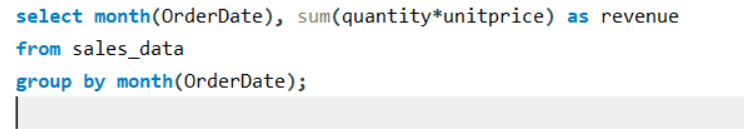 select month(OrderDate), sum(quantity*unitprice) as revenue
from sales_data
group by month(OrderDate);